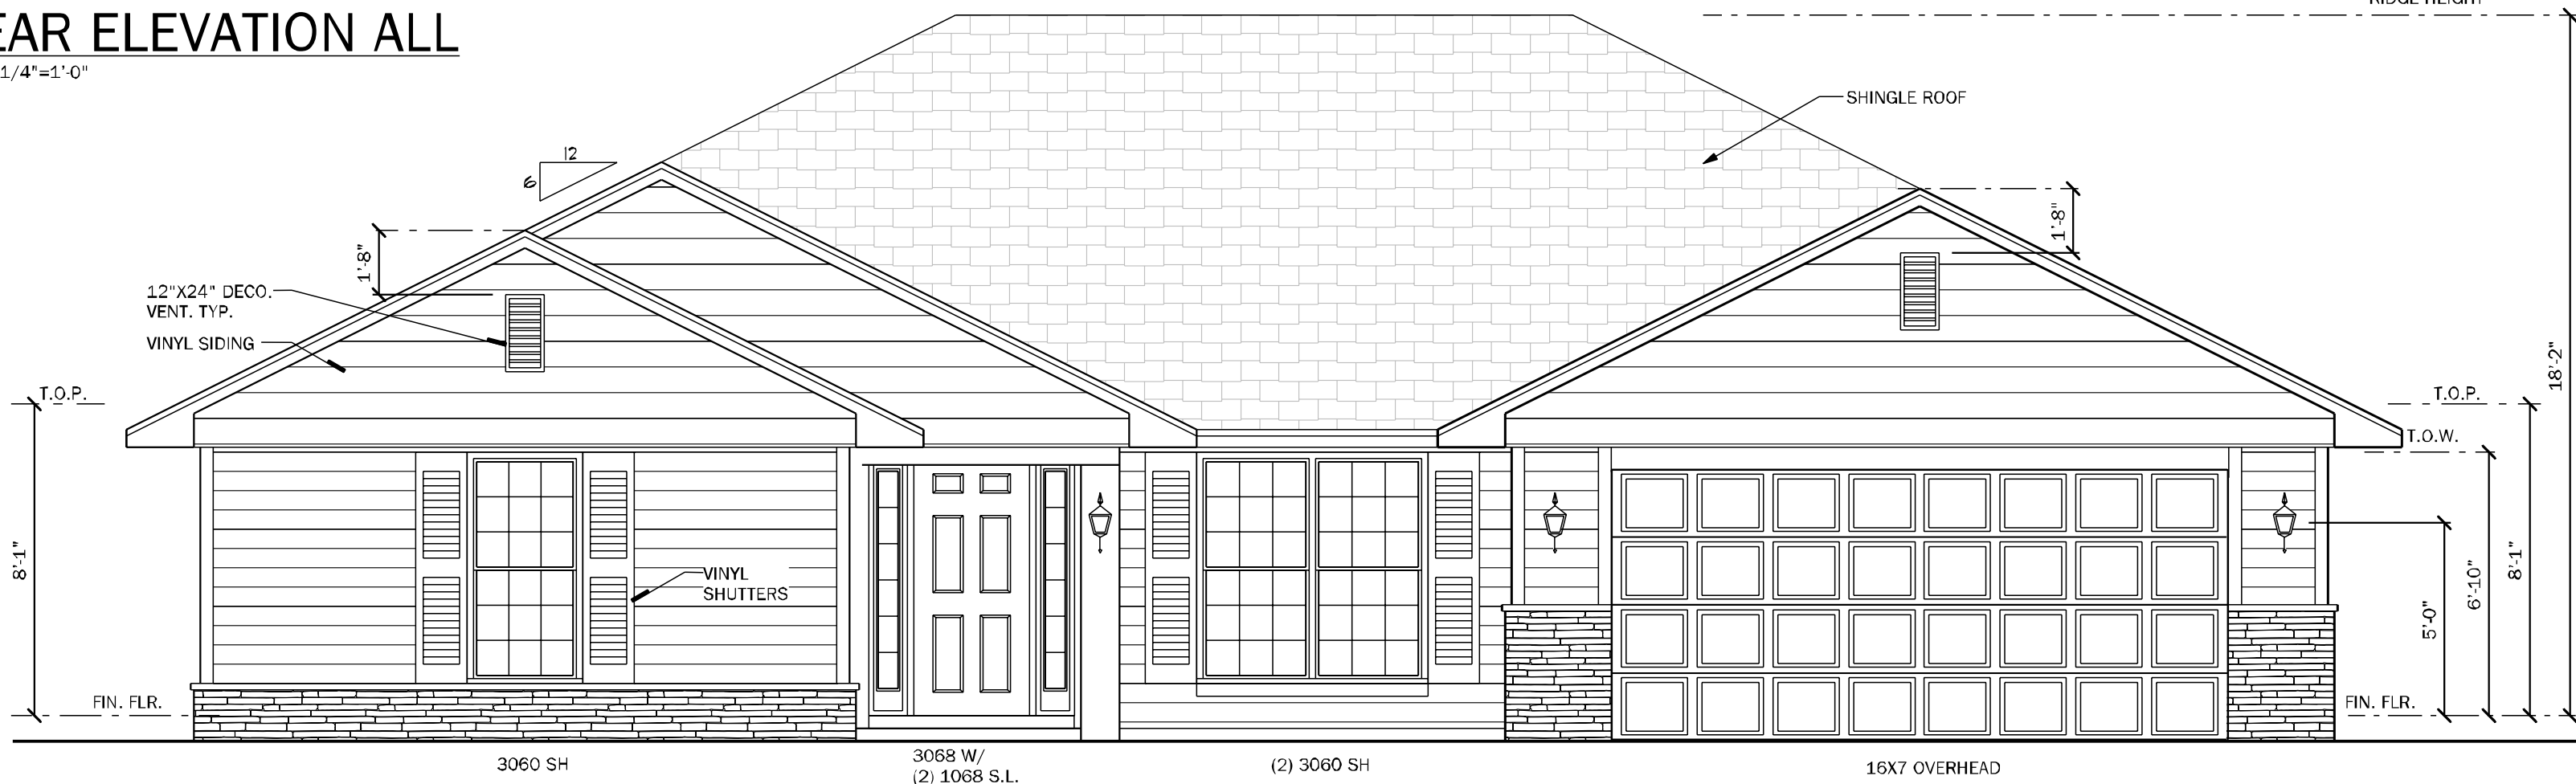 EAR ELEVATION ALL
1/4"=1'-0"
RIDGE HEIGHT
SHINGLE ROOF
12
6
1'-8"
1'-8"
12"X24" DECO.
VENT. TYP.
VINYL SIDING
T.O.P.
T.O.P.
T.O.W.
18'-2"
8'-1"
VINYL
SHUTTERS
5'-0"
6'-10"
8'-1"
FIN. FLR.
FIN. FLR.
3060 SH
3068 W/
(2) 1068 S.L.
(2) 3060 SH
16X7 OVERHEAD